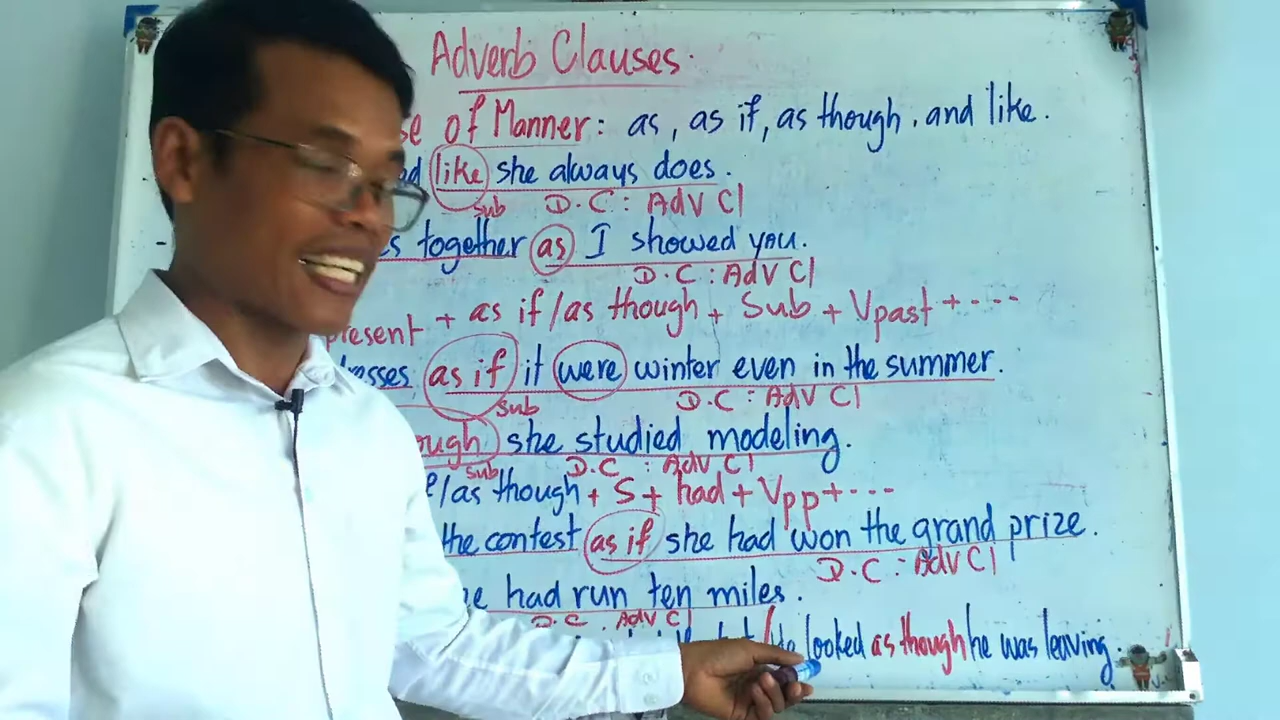 Adverb Clauses.
of Manner: as, as if, as though, and like.
like she always does.
sub D.C: Adv Cl
together as I showed you.
D.C: Adv Cl
present + as if/as though + Sub + Vpast + ----
as if it were winter even in the summer.
sub D.C: Adv Cl
she studied modeling.
sub D.C: Adv Cl
/as though + S + had + Vpp + ---
the contest as if she had won the grand prize.
D.C: Adv Cl
had run ten miles.
D.C. Adv Cl
looked as though he was leaving.